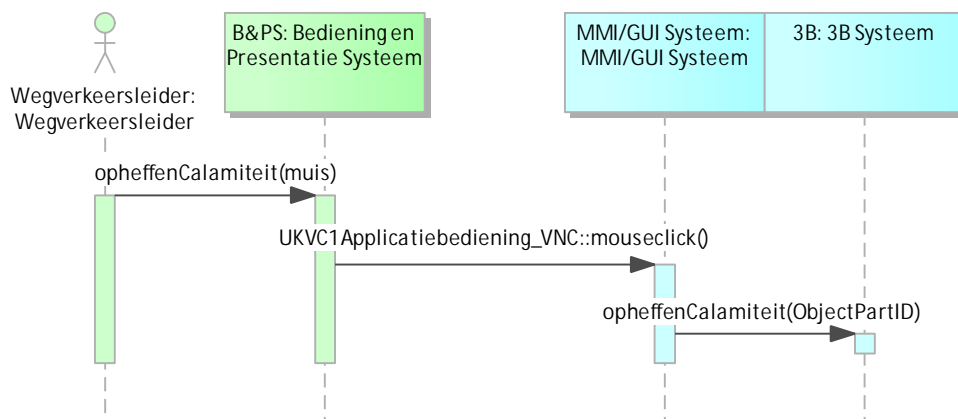 B&PS: Bediening en
Presentatie Systeem
MMI/GUI Systeem:
MMI/GUI Systeem
3B: 3B Systeem
Wegverkeersleider:
Wegverkeersleider
opheffenCalamiteit(muis)
UKVC1Applicatiebediening_VNC::mouseclick()
opheffenCalamiteit(ObjectPartID)